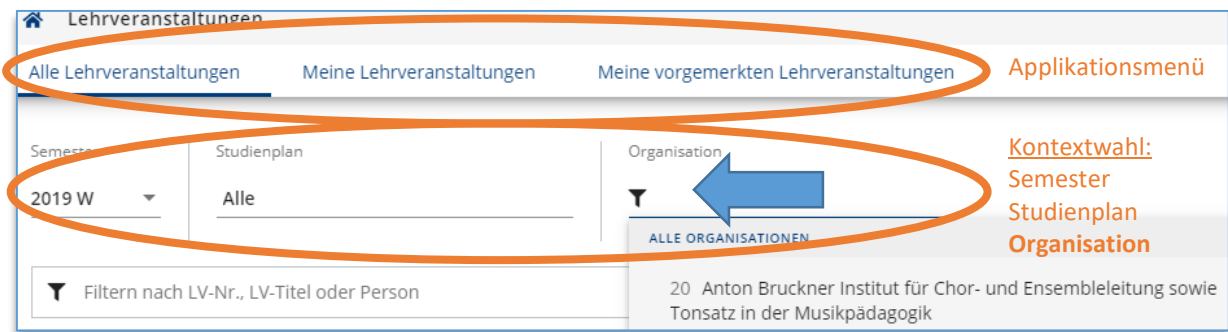 Lehrveranstaltungen
Alle Lehrveranstaltungen Meine Lehrveranstaltungen Meine vorgemerkten Lehrveranstaltungen
Applikationsmenü
Semester Studienplan Organisation
2019 W Alle
Kontextwahl:
Semester
Studienplan
Organisation
ALLE ORGANISATIONEN
Filtern nach LV-Nr., LV-Titel oder Person
20 Anton Bruckner Institut für Chor- und Ensembleleitung sowie
Tonsatz in der Musikpädagogik